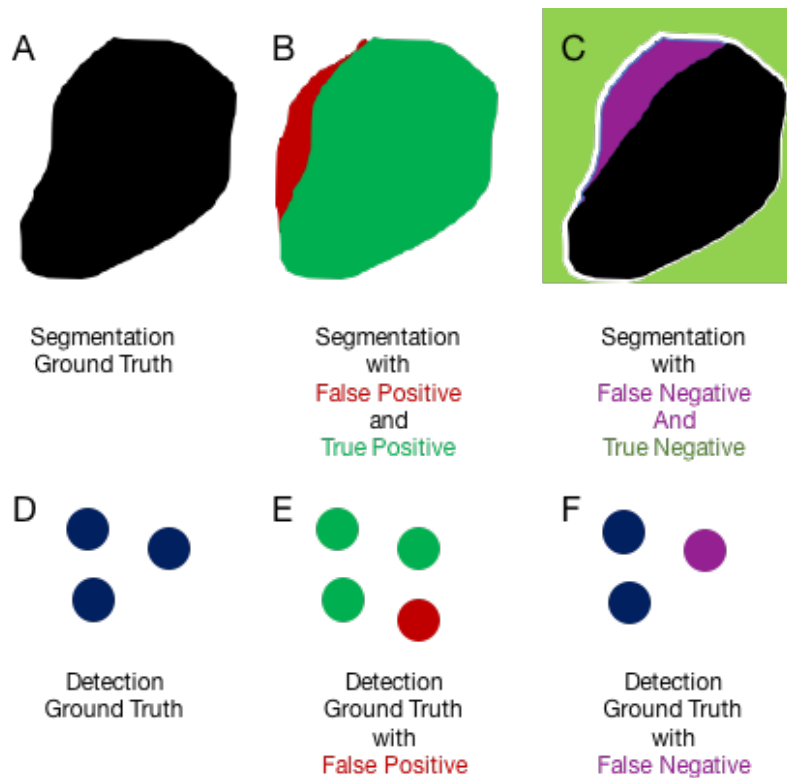 A
B
C
Segmentation
Ground Truth
Segmentation
with
False Positive
and
True Positive
Segmentation
with
False Negative
And
True Negative
D
E
F
Detection
Ground Truth
Detection
Ground Truth
with
False Positive
Detection
Ground Truth
with
False Negative